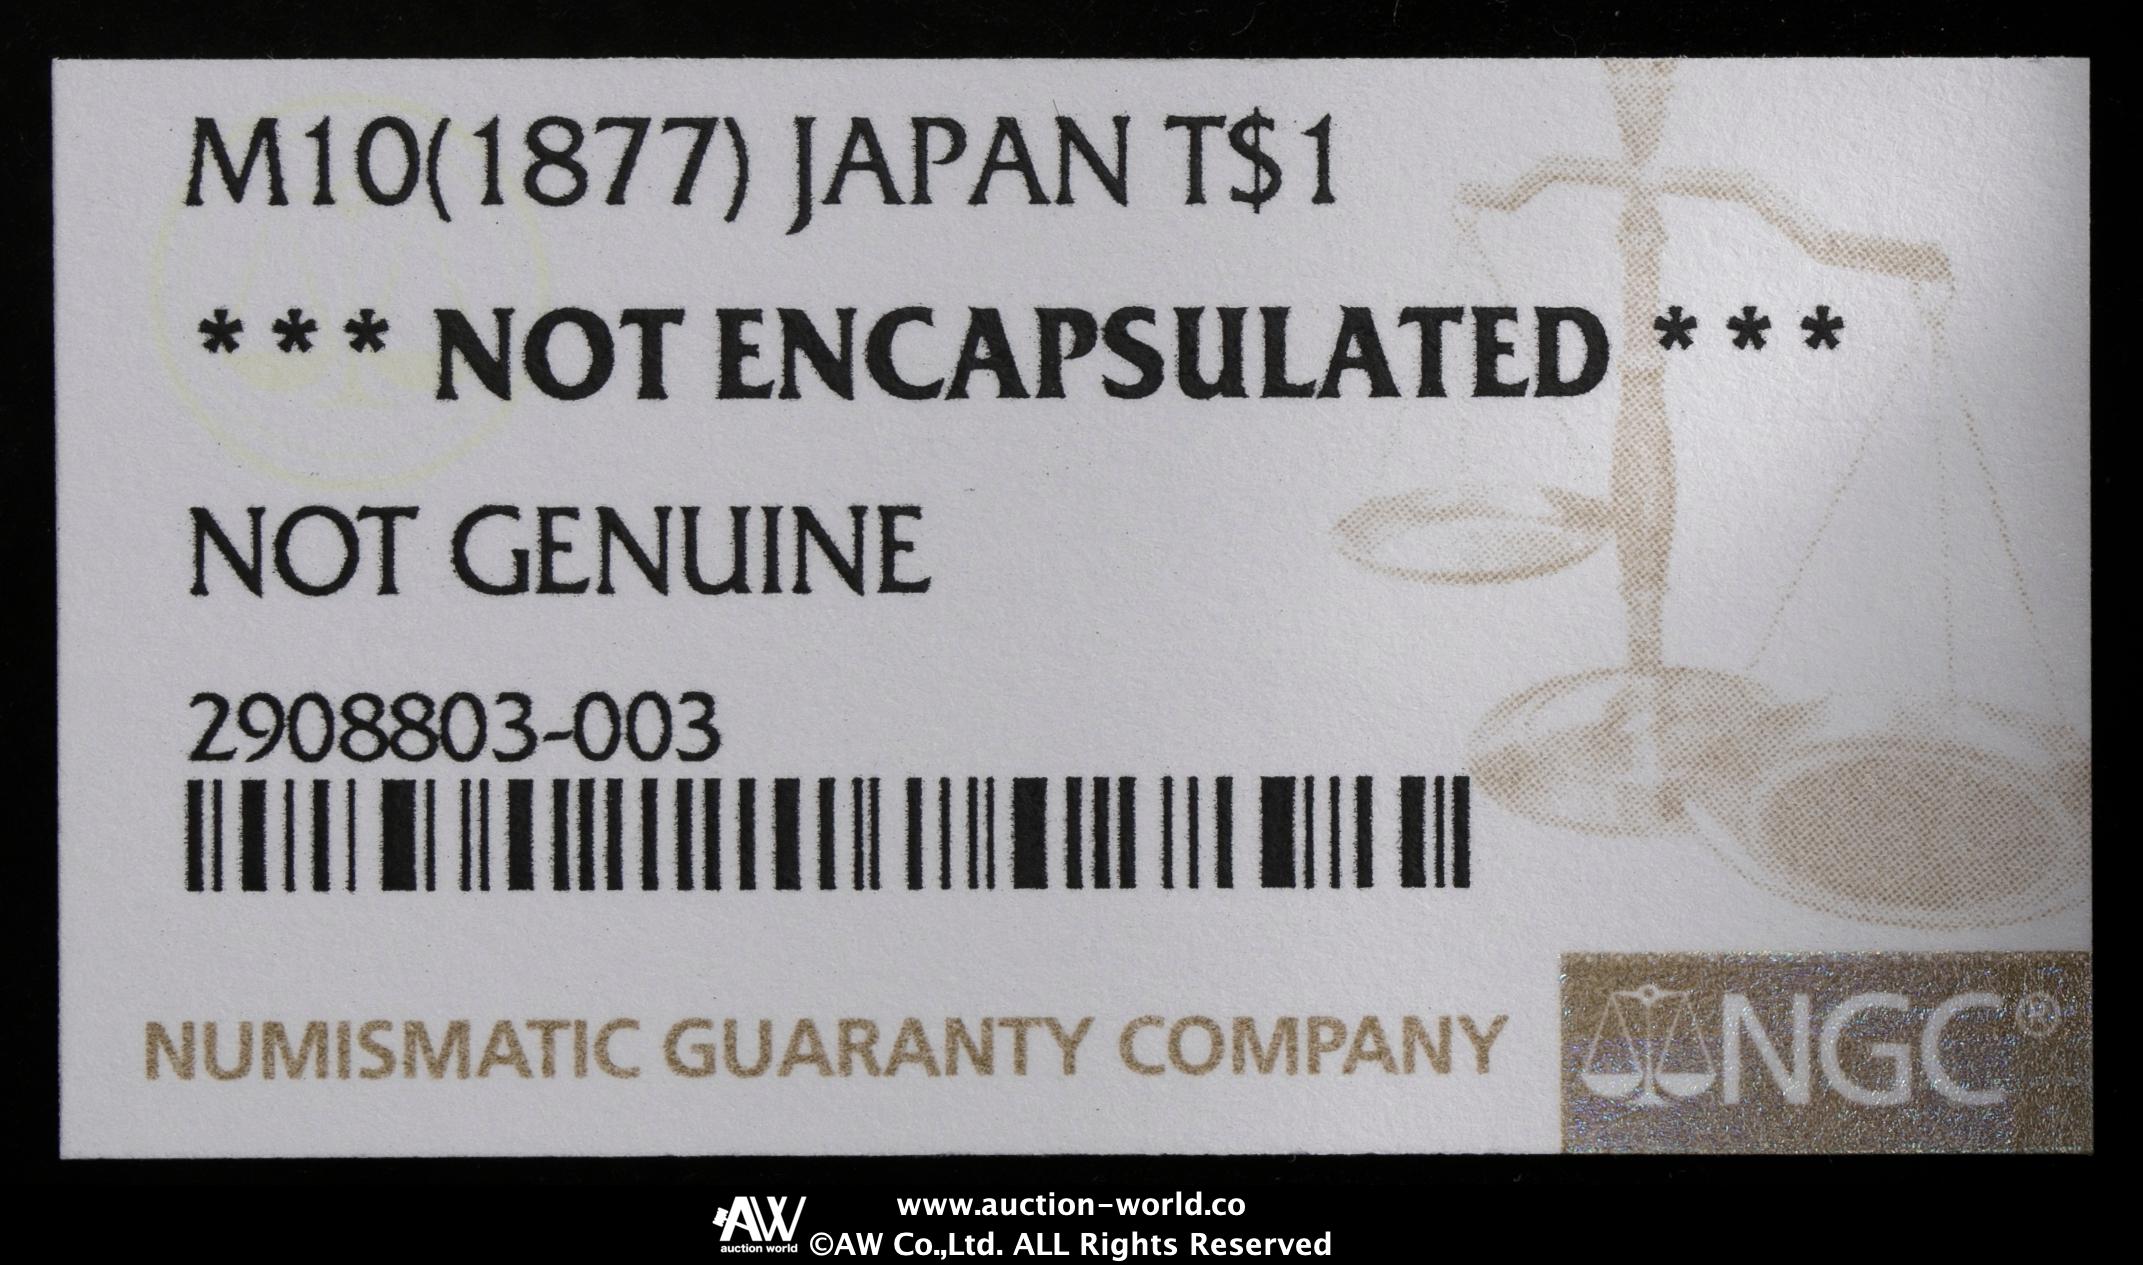 M10(1877) JAPAN T$1
*** NOT ENCAPSULATED ***
NOT GENUINE
2908803-003
NUMISMATIC GUARANTY COMPANY
NGC®
AW
auction world
www.auction-world.co
©AW Co.,Ltd. ALL Rights Reserved